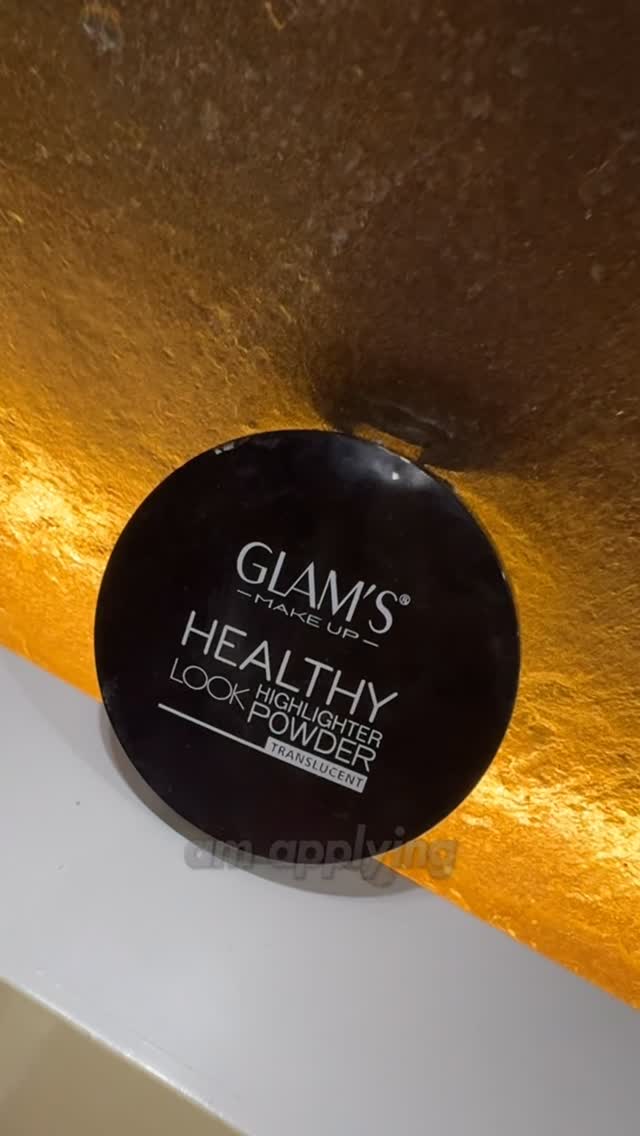 GLAM'S®
MAKE UP
HEALTHY
LOOK HIGHLIGHTER
POWDER
TRANSLUCENT
am applying